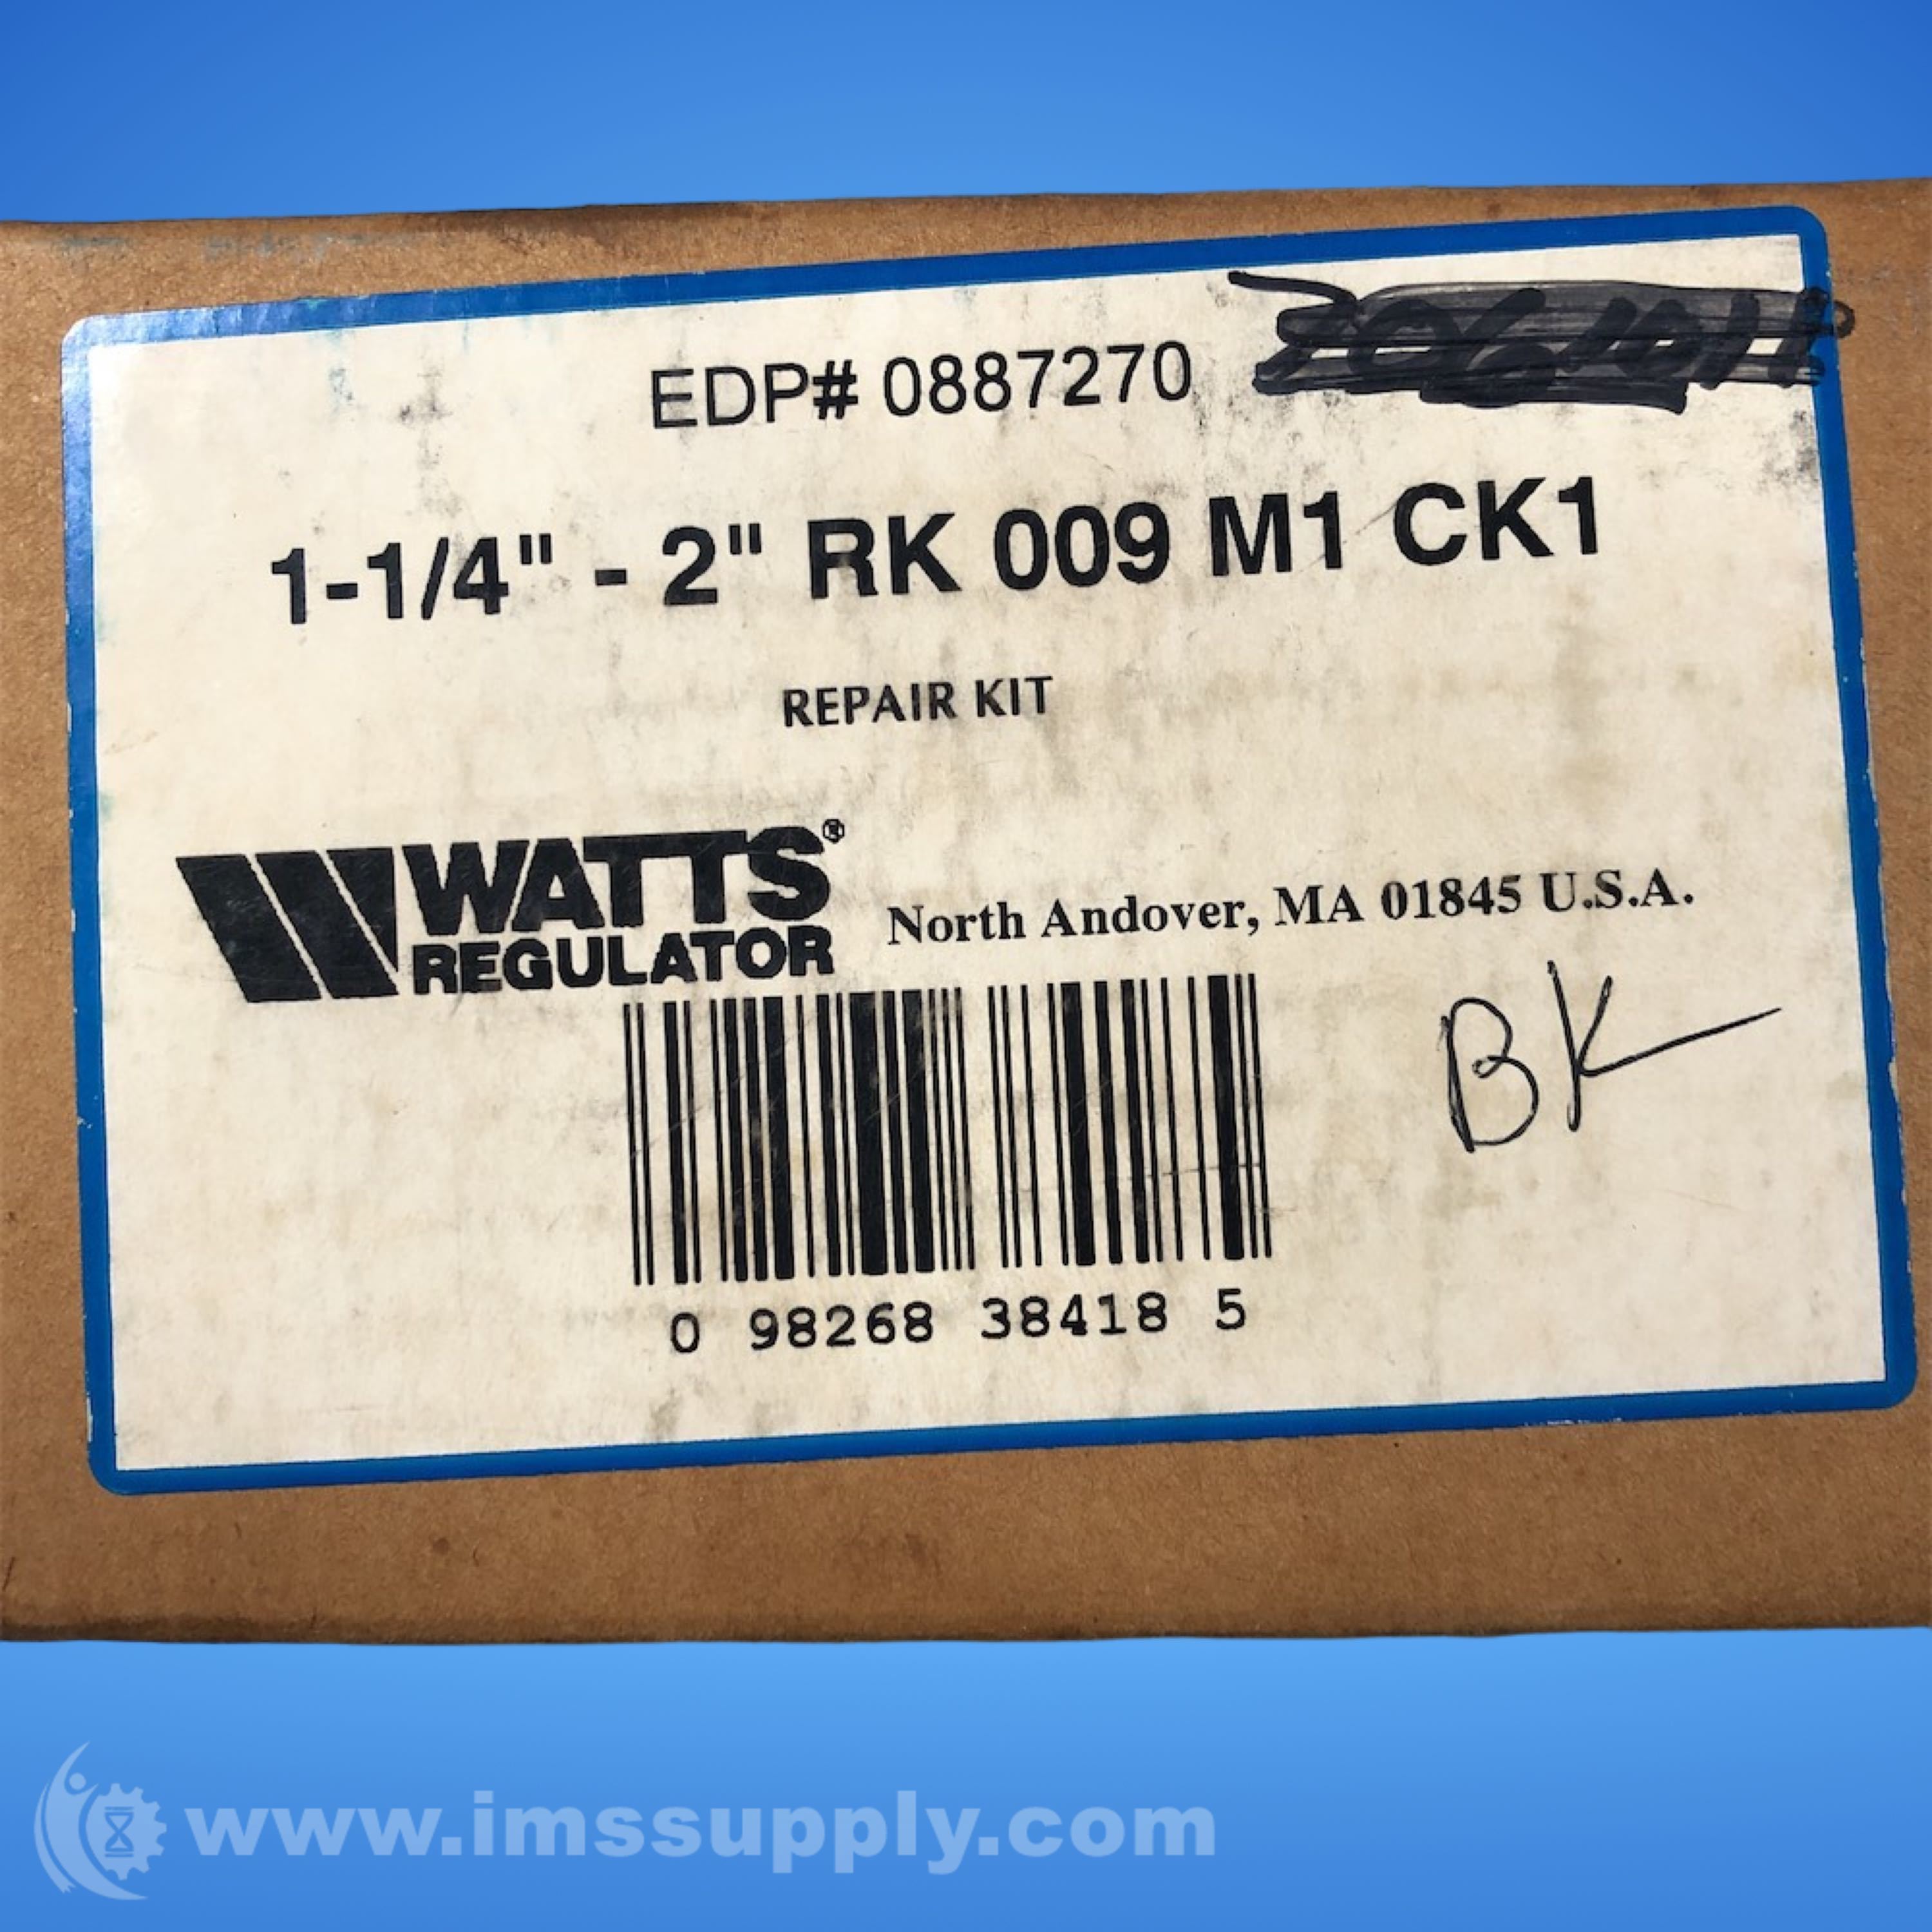 EDP# 0887270
1-1/4" - 2" RK 009 M1 CK1
REPAIR KIT
WATTS®
REGULATOR
North Andover, MA 01845 U.S.A.
BK
0 98268 38418 5
www.imssupply.com